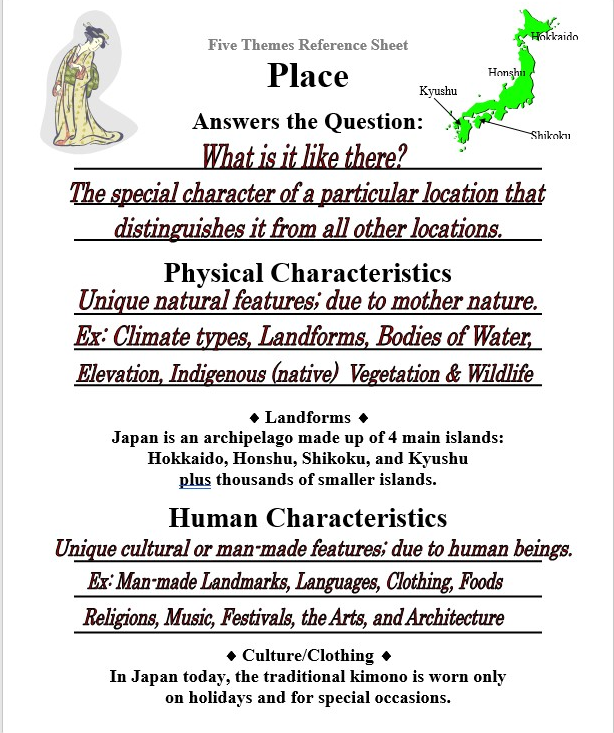 Five Themes Reference Sheet
Place
Hokkaido
Honshu
Kyushu
Shikoku
Answers the Question:
What is it like there?
The special character of a particular location that
distinguishes it from all other locations.
Physical Characteristics
Unique natural features; due to mother nature.
Ex: Climate types, Landforms, Bodies of Water,
Elevation, Indigenous (native) Vegetation & Wildlife
♦ Landforms ♦
Japan is an archipelago made up of 4 main islands:
Hokkaido, Honshu, Shikoku, and Kyushu
plus thousands of smaller islands.
Human Characteristics
Unique cultural or man-made features; due to human beings.
Ex: Man-made Landmarks, Languages, Clothing, Foods
Religions, Music, Festivals, the Arts, and Architecture
♦ Culture/Clothing ♦
In Japan today, the traditional kimono is worn only
on holidays and for special occasions.